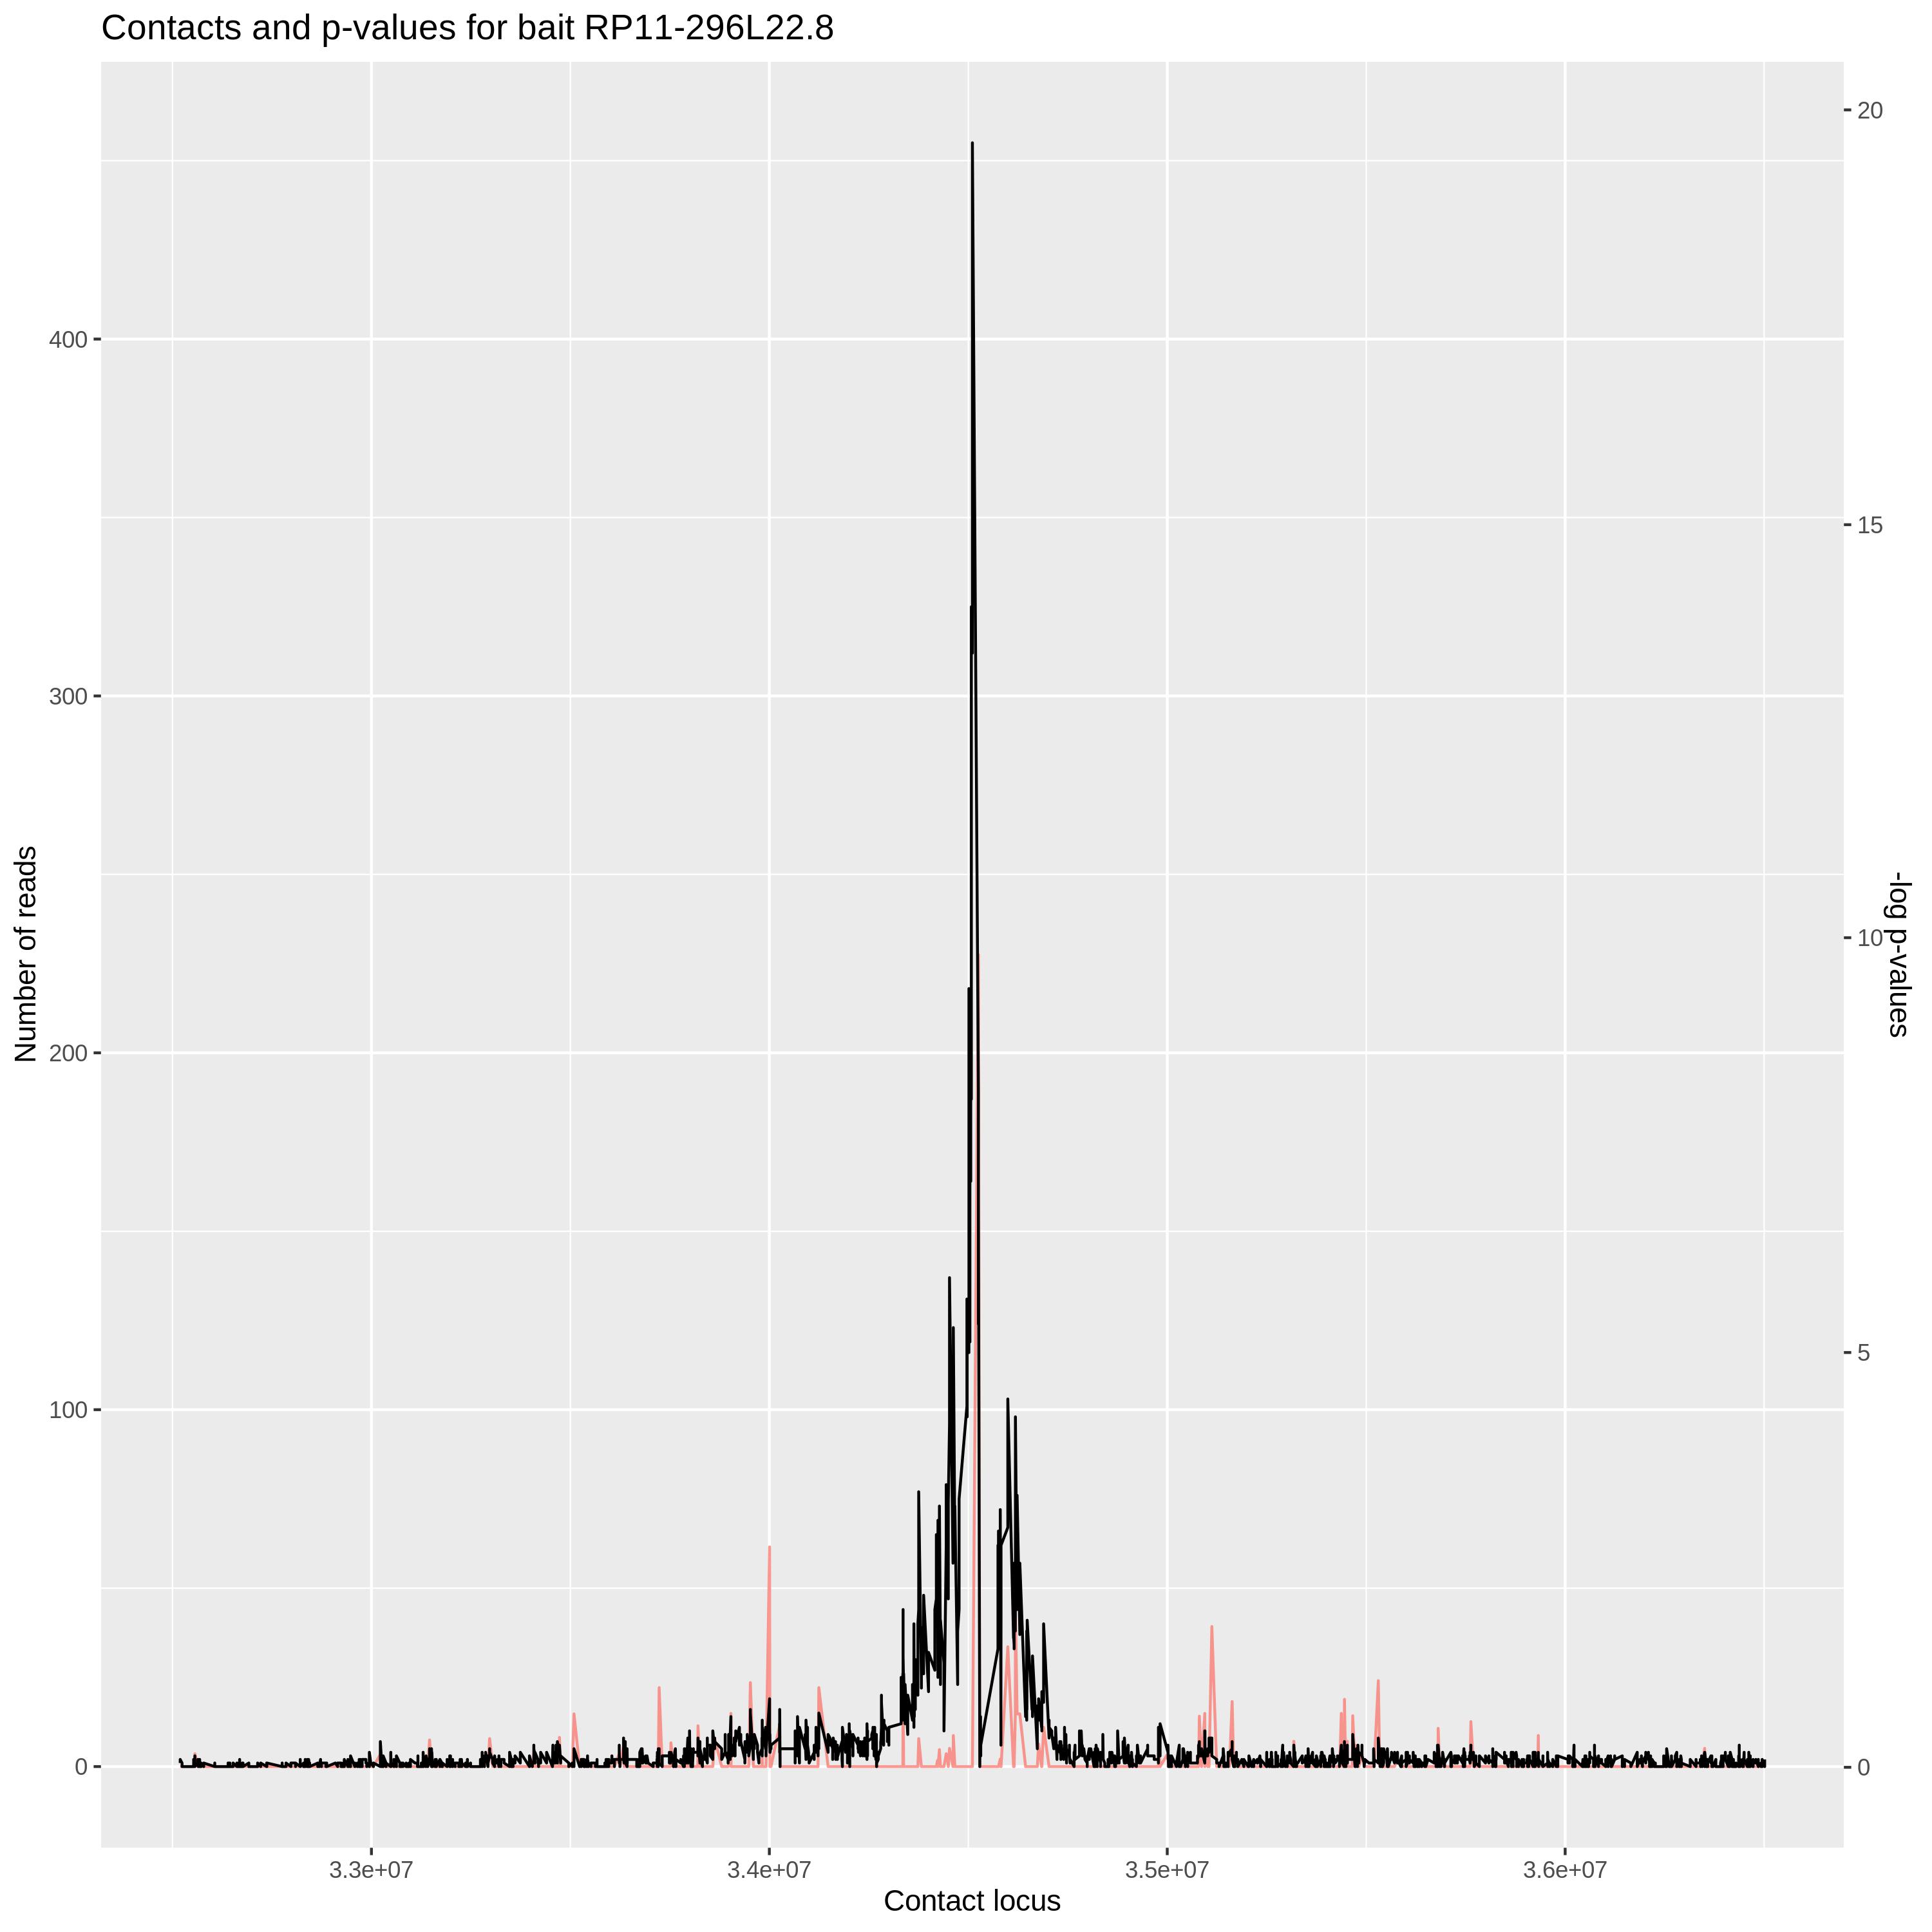 Contacts and p-values for bait RP11-296L22.8
Number of reads
400
300
200
100
0
20
15
10
5
0
-log p-values
3.3e+07
3.4e+07
3.5e+07
3.6e+07
Contact locus